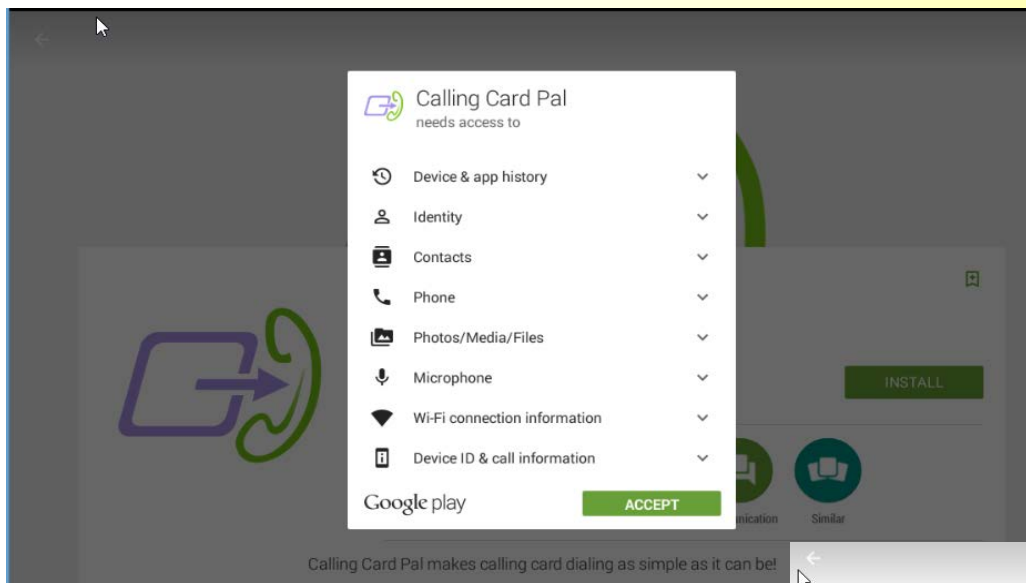 Calling Card Pal
needs access to
Device & app history
Identity
Contacts
Phone
Photos/Media/Files
Microphone
Wi-Fi connection information
Device ID & call information
Google play
ACCEPT
INSTALL
nication
Similar
Calling Card Pal makes calling card dialing as simple as it can be!